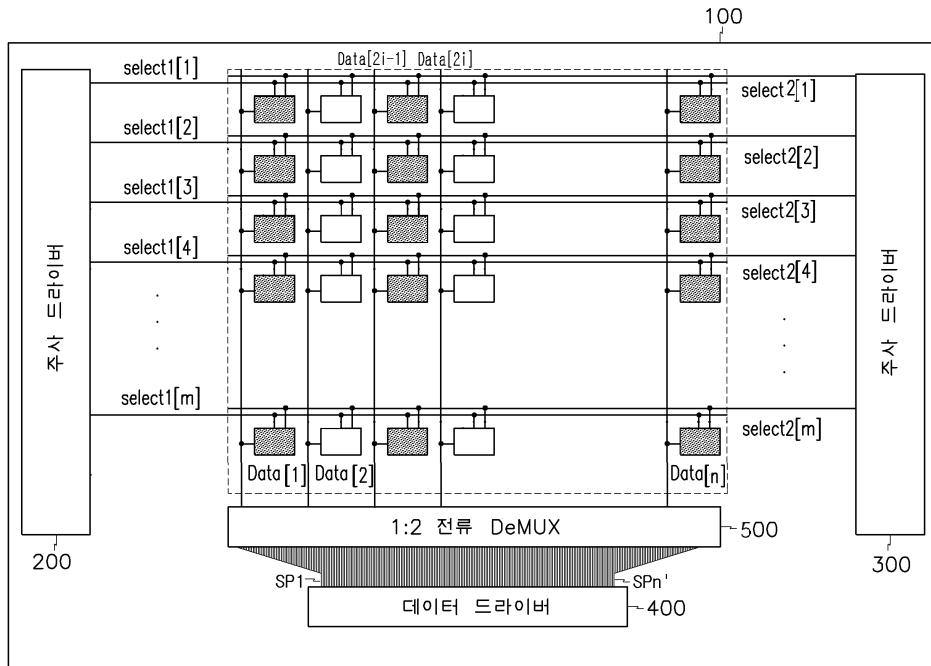 100
Data[2i-1] Data[2i]
select1[1]
select2[1]
select1[2]
select2[2]
select1[3]
select2[3]
select1[4]
select2[4]
주사 드라이버
주사 드라이버
select1[m]
select2[m]
Data[1] Data[2] Data[n]
1:2 전류 DeMUX
500
200
300
SP1
SPn'
데이터 드라이버
400